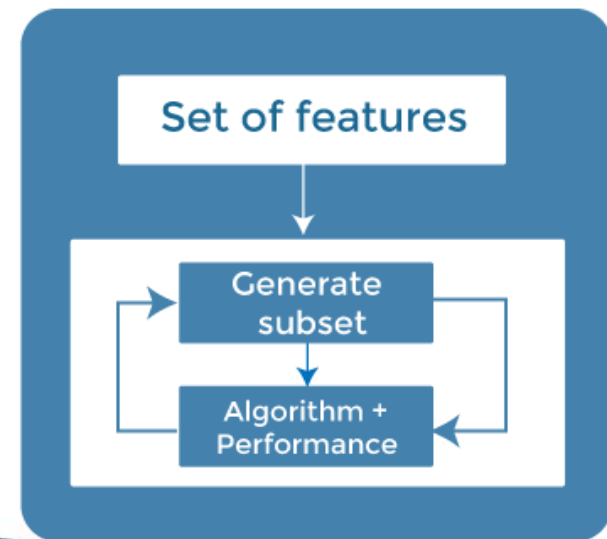 Set of features
Generate
subset
Algorithm +
Performance